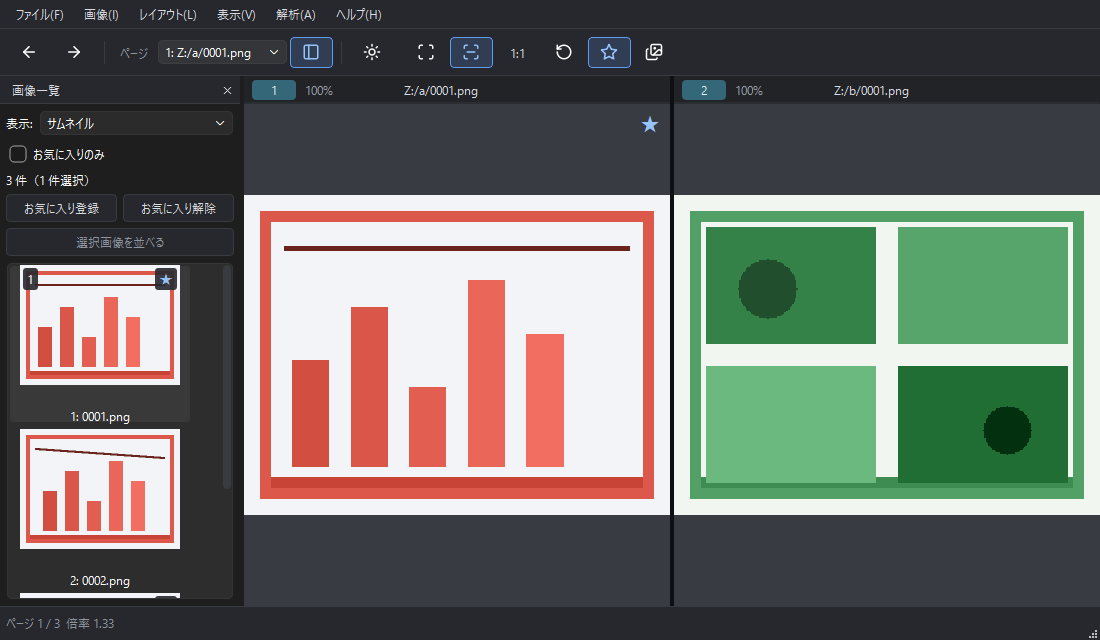 ファイル(F) 画像(I) レイアウト(L) 表示(V) 解析(A) ヘルプ(H)
ページ 1: Z:/a/0001.png 1:1
画像一覧
表示: サムネイル
お気に入りのみ
3 件（1 件選択）
お気に入り登録 お気に入り解除
選択画像を並べる
1
1: 0001.png
2: 0002.png
1 100% Z:/a/0001.png
2 100% Z:/b/0001.png
ページ 1 / 3 倍率 1.33